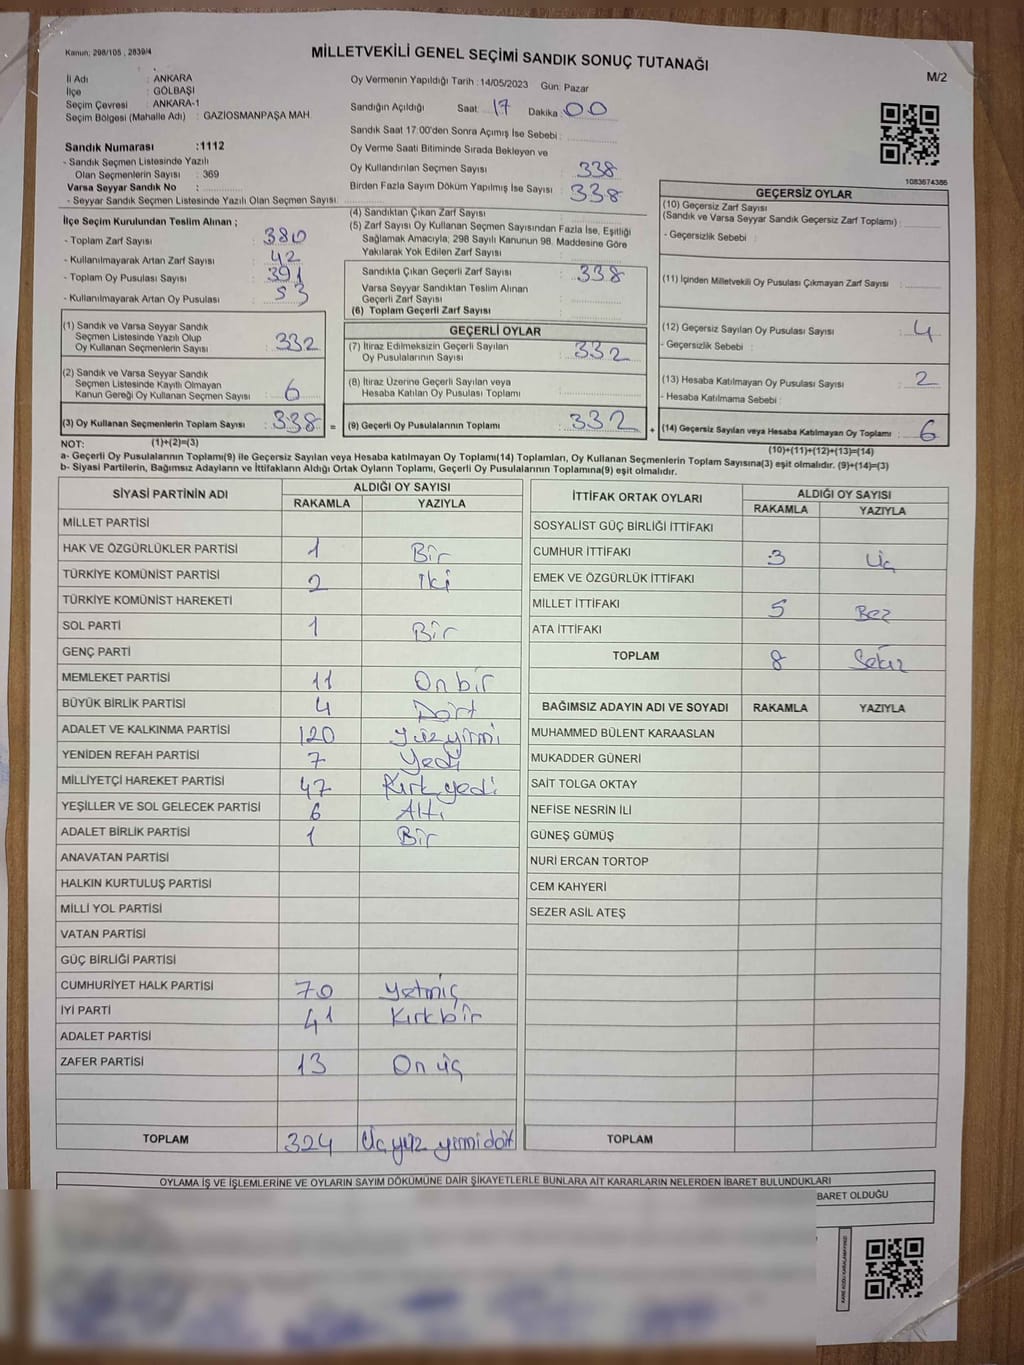 Kanun: 298/105 , 2839/4
MİLLETVEKİLİ GENEL SEÇİMİ SANDIK SONUÇ TUTANAĞI
M/2
İl Adı : ANKARA
İlçe : GÖLBAŞI
Seçim Çevresi : ANKARA-1
Seçim Bölgesi (Mahalle Adı) : GAZİOSMANPAŞA MAH.
Oy Vermenin Yapıldığı Tarih : 14/05/2023 Gün: Pazar
Sandığın Açıldığı Saat: 17 Dakika: 00
Sandık Saat 17:00'den Sonra Açımış İse Sebebi :
Sandık Numarası :1112
- Sandık Seçmen Listesinde Yazılı
Olan Seçmenlerin Sayısı : 369
Varsa Seyyar Sandık No :
- Seyyar Sandık Seçmen Listesinde Yazılı Olan Seçmen Sayısı:
Oy Verme Saati Bitiminde Sırada Bekleyen ve
Oy Kullandırılan Seçmen Sayısı : 338
Birden Fazla Sayım Döküm Yapılmış İse Sayısı : 338
1083674386
İlçe Seçim Kurulundan Teslim Alınan ;
- Toplam Zarf Sayısı : 380
- Kullanılmayarak Artan Zarf Sayısı : 42
- Toplam Oy Pusulası Sayısı : 391
- Kullanılmayarak Artan Oy Pusulası : 53
(1) Sandık ve Varsa Seyyar Sandık
Seçmen Listesinde Yazılı Olup
Oy Kullanan Seçmenlerin Sayısı : 332
(2) Sandık ve Varsa Seyyar Sandık
Seçmen Listesinde Kayıtlı Olmayan
Kanun Gereği Oy Kullanan Seçmen Sayısı : 6
(3) Oy Kullanan Seçmenlerin Toplam Sayısı : 338 =
(4) Sandıktan Çıkan Zarf Sayısı :
(5) Zarf Sayısı Oy Kullanan Seçmen Sayısından Fazla İse, Eşitliği
Sağlamak Amacıyla, 298 Sayılı Kanunun 98. Maddesine Göre
Yakılarak Yok Edilen Zarf Sayısı :
Sandıkta Çıkan Geçerli Zarf Sayısı : 338
Varsa Seyyar Sandıktan Teslim Alınan
Geçerli Zarf Sayısı :
(6) Toplam Geçerli Zarf Sayısı :
GEÇERLİ OYLAR
(7) İtiraz Edilmeksizin Geçerli Sayılan
Oy Pusulalarının Sayısı : 332
(8) İtiraz Üzerine Geçerli Sayılan veya
Hesaba Katılan Oy Pusulası Toplamı :
(9) Geçerli Oy Pusulalarının Toplamı : 332 +
GEÇERSİZ OYLAR
(10) Geçersiz Zarf Sayısı
(Sandık ve Varsa Seyyar Sandık Geçersiz Zarf Toplamı) :
- Geçersizlik Sebebi :
(11) İçinden Milletvekili Oy Pusulası Çıkmayan Zarf Sayısı :
(12) Geçersiz Sayılan Oy Pusulası Sayısı : 4
- Geçersizlik Sebebi :
(13) Hesaba Katılmayan Oy Pusulası Sayısı : 2
- Hesaba Katılmama Sebebi :
(14) Geçersiz Sayılan veya Hesaba Katılmayan Oy Toplamı : 6
NOT: (1)+(2)=(3)
(10)+(11)+(12)+(13)=(14)
a- Geçerli Oy Pusulalarının Toplamı(9) ile Geçersiz Sayılan veya Hesaba katılmayan Oy Toplamı(14) Toplamları, Oy Kullanan Seçmenlerin Toplam Sayısına(3) eşit olmalıdır. (9)+(14)=(3)
b- Siyasi Partilerin, Bağımsız Adayların ve İttifakların Aldığı Ortak Oyların Toplamı, Geçerli Oy Pusulalarının Toplamına(9) eşit olmalıdır.
SİYASİ PARTİNİN ADI ALDIĞI OY SAYISI
RAKAMLA YAZIYLA
MİLLET PARTİSİ
HAK VE ÖZGÜRLÜKLER PARTİSİ 1 Bir
TÜRKİYE KOMÜNİST PARTİSİ 2 iki
TÜRKİYE KOMÜNİST HAREKETİ
SOL PARTİ 1 Bir
GENÇ PARTİ
MEMLEKET PARTİSİ 11 On bir
BÜYÜK BİRLİK PARTİSİ 4 Dört
ADALET VE KALKINMA PARTİSİ 120 yüz yirmi
YENİDEN REFAH PARTİSİ 7 Yedi
MİLLİYETÇİ HAREKET PARTİSİ 47 Kırk yedi
YEŞİLLER VE SOL GELECEK PARTİSİ 6 Altı
ADALET BİRLİK PARTİSİ 1 Bir
ANAVATAN PARTİSİ
HALKIN KURTULUŞ PARTİSİ
MİLLİ YOL PARTİSİ
VATAN PARTİSİ
GÜÇ BİRLİĞİ PARTİSİ
CUMHURİYET HALK PARTİSİ 70 yetmiş
İYİ PARTİ 41 Kırk bir
ADALET PARTİSİ
ZAFER PARTİSİ 13 On üç
TOPLAM 324 Üç yüz yirmi dört
İTTİFAK ORTAK OYLARI ALDIĞI OY SAYISI
RAKAMLA YAZIYLA
SOSYALİST GÜÇ BİRLİĞİ İTTİFAKI
CUMHUR İTTİFAKI 3 Üç
EMEK VE ÖZGÜRLÜK İTTİFAKI
MİLLET İTTİFAKI 5 Beş
ATA İTTİFAKI
TOPLAM 8 Sekiz
BAĞIMSIZ ADAYIN ADI VE SOYADI RAKAMLA YAZIYLA
MUHAMMED BÜLENT KARAASLAN
MUKADDER GÜNERİ
SAİT TOLGA OKTAY
NEFİSE NESRİN İLİ
GÜNEŞ GÜMÜŞ
NURİ ERCAN TORTOP
CEM KAHYERİ
SEZER ASİL ATEŞ
TOPLAM
OYLAMA İŞ VE İŞLEMLERİNE VE OYLARIN SAYIM DÖKÜMÜNE DAİR ŞİKAYETLERLE BUNLARA AİT KARARLARIN NELERDEN İBARET BULUNDUKLARI
BARET OLDUĞU